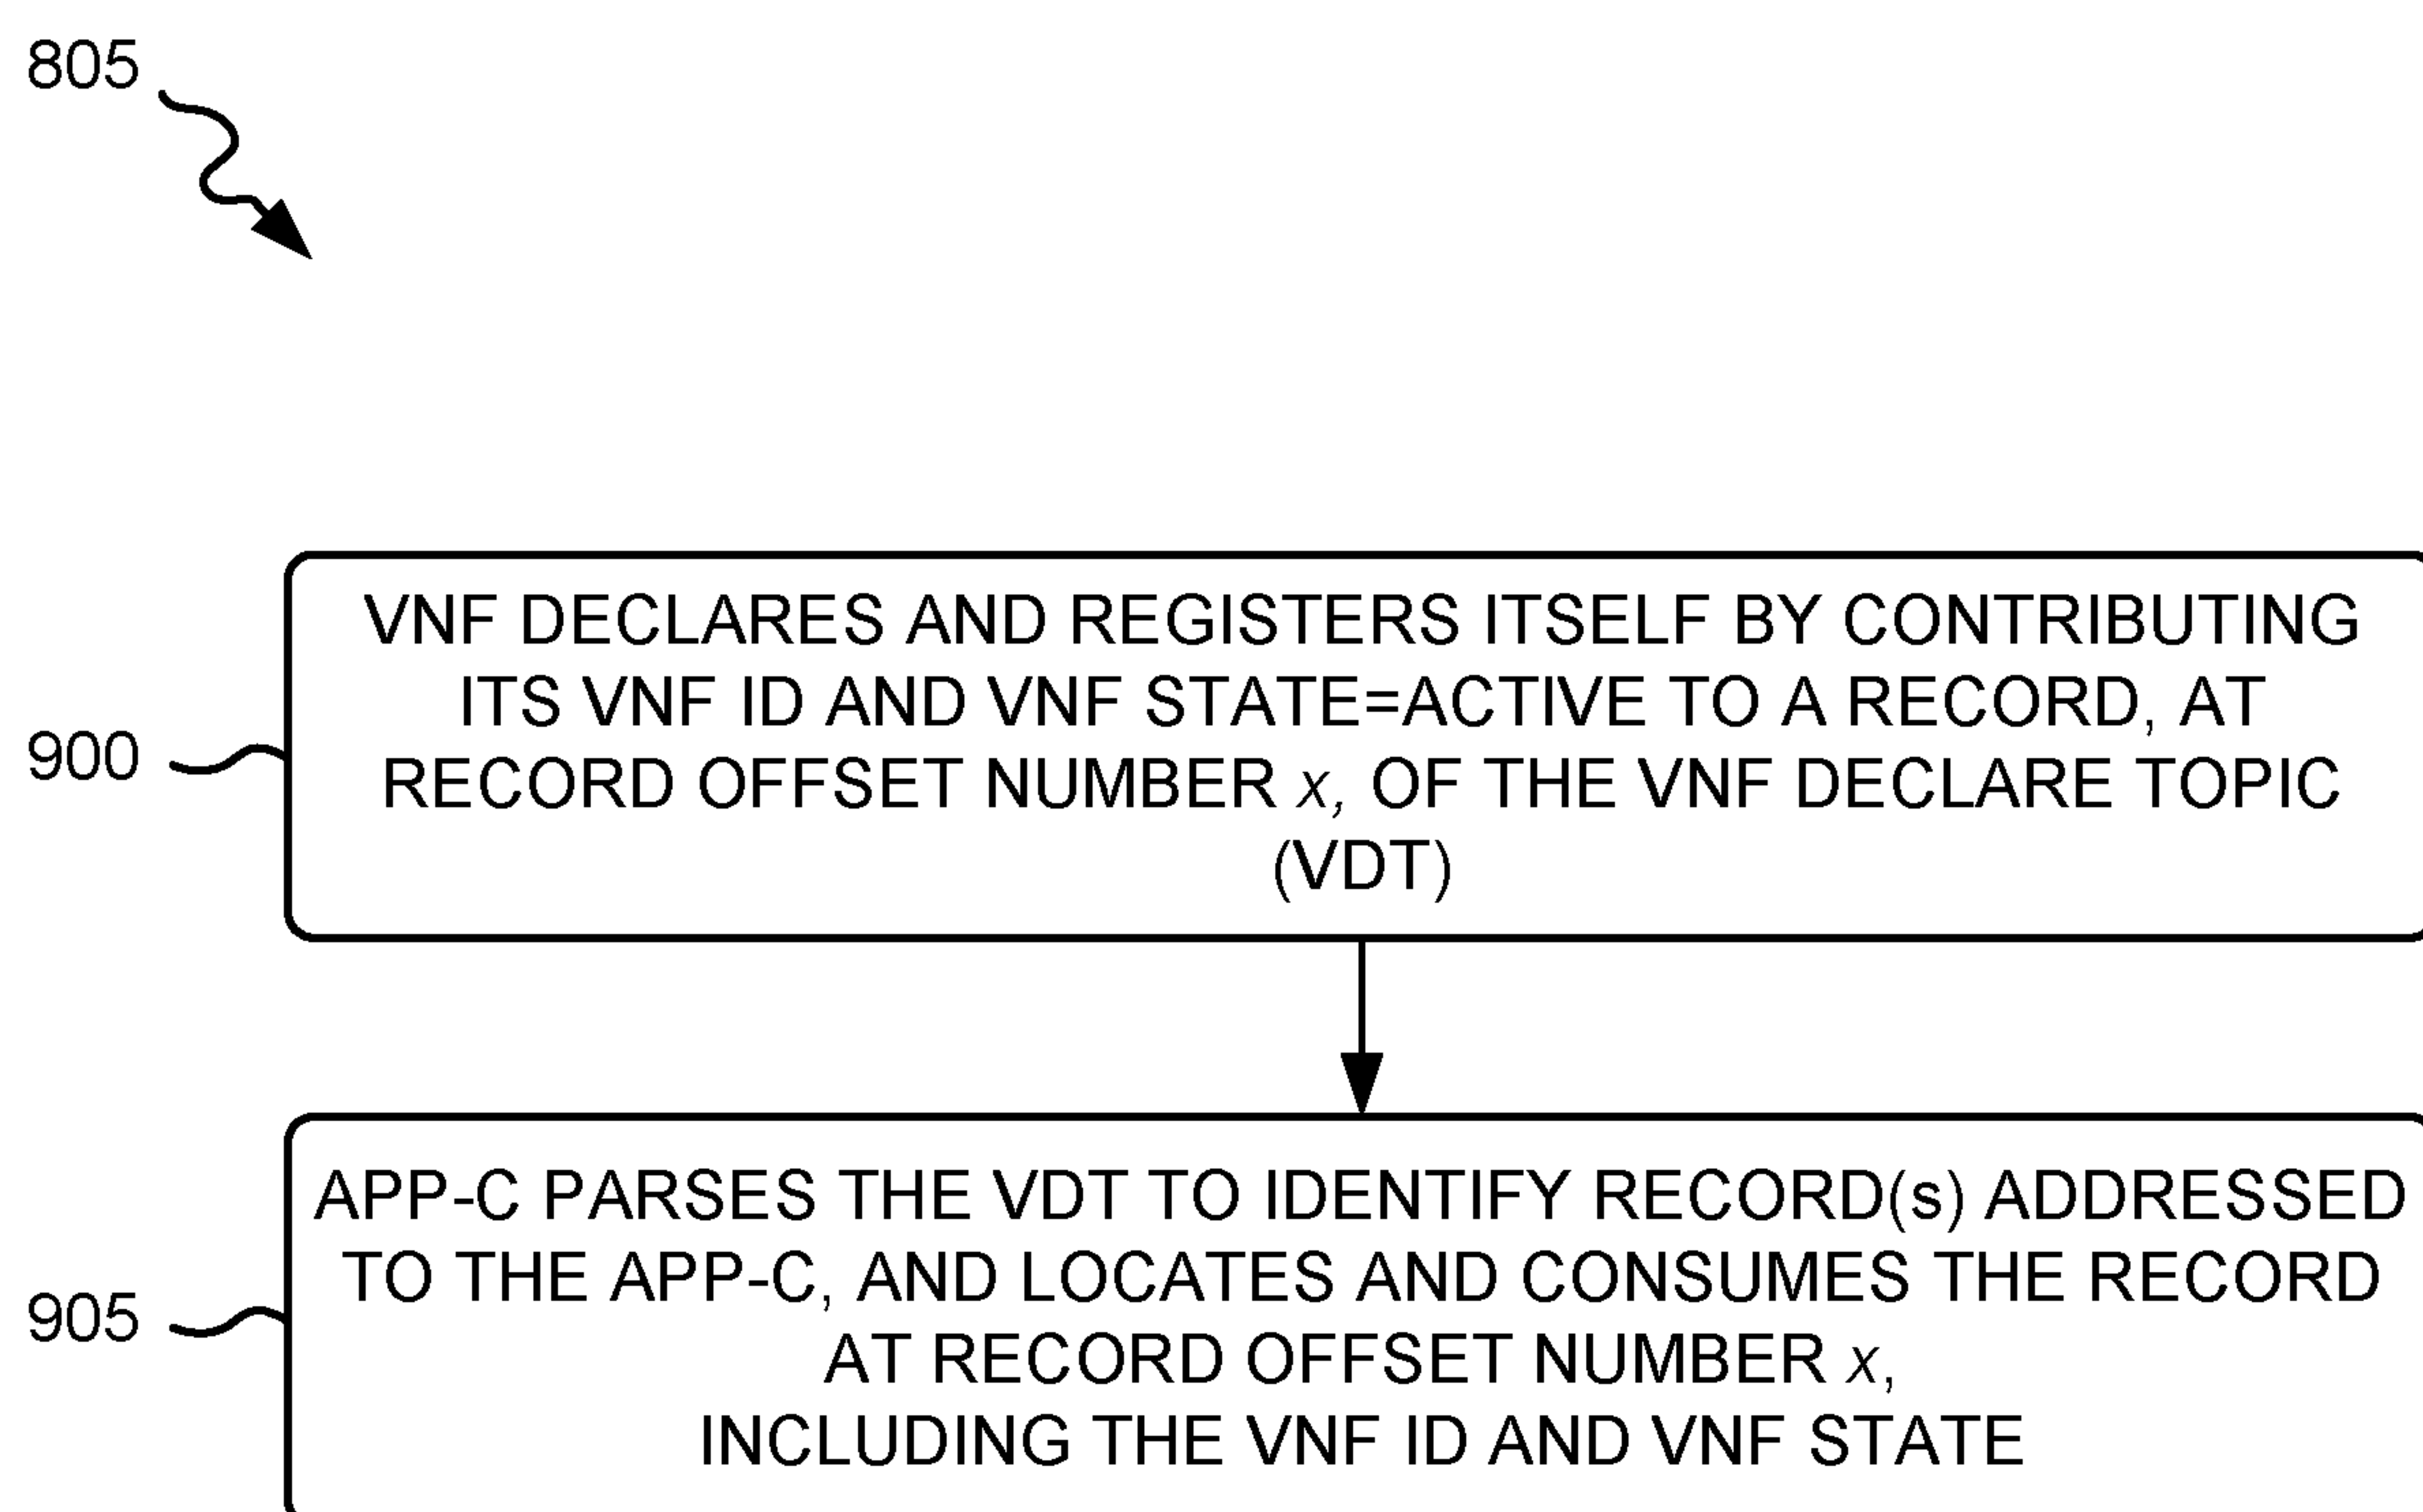 805
VNF DECLARES AND REGISTERS ITSELF BY CONTRIBUTING
ITS VNF ID AND VNF STATE=ACTIVE TO A RECORD, AT
900
RECORD OFFSET NUMBER x, OF THE VNF DECLARE TOPIC
(VDT)
APP-C PARSES THE VDT TO IDENTIFY RECORD(s) ADDRESSED
TO THE APP-C, AND LOCATES AND CONSUMES THE RECORD
905
AT RECORD OFFSET NUMBER x,
INCLUDING THE VNF ID AND VNF STATE